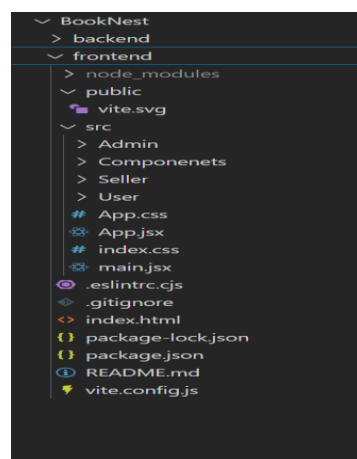 BookNest
backend
frontend
node_modules
public
vite.svg
src
Admin
Componenets
Seller
User
App.css
App.jsx
index.css
main.jsx
.eslintrc.cjs
.gitignore
index.html
package-lock.json
package.json
README.md
vite.config.js